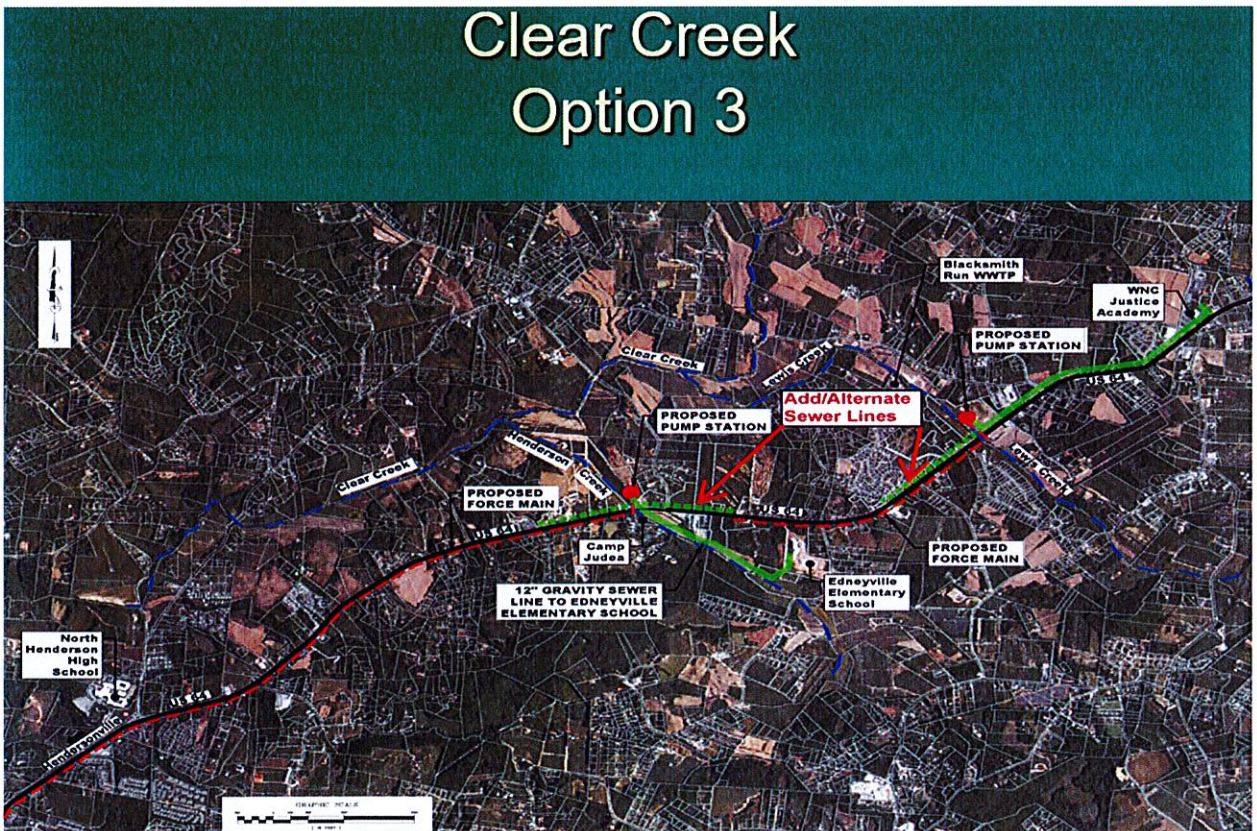 Clear Creek
Option 3
Blacksmith
Run WWTP
WNC
Justice
Academy
PROPOSED
PUMP STATION
US 64
Clear Creek
Lewis Creek
Add/Alternate
Sewer Lines
PROPOSED
PUMP STATION
Henderson
Creek
Lewis Creek
Clear Creek
PROPOSED
FORCE MAIN
US 64
US 64
Camp
Judea
PROPOSED
FORCE MAIN
12" GRAVITY SEWER
LINE TO EDNEYVILLE
ELEMENTARY SCHOOL
Edneyville
Elementary
School
North
Henderson
High
School
US 64
Hendersonville
GRAPHIC SCALE